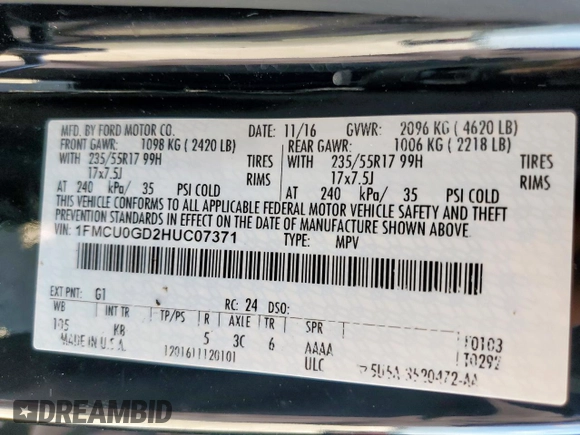 MFD. BY FORD MOTOR CO. DATE: 11/16 GVWR: 2096 KG ( 4620 LB)
FRONT GAWR: 1098 KG ( 2420 LB) REAR GAWR: 1006 KG ( 2218 LB)
WITH 235/55R17 99H TIRES WITH 235/55R17 99H TIRES
17x7.5J RIMS 17x7.5J RIMS
AT 240 kPa/ 35 PSI COLD AT 240 kPa/ 35 PSI COLD
THIS VEHICLE CONFORMS TO ALL APPLICABLE FEDERAL MOTOR VEHICLE SAFETY AND THEFT
PREVENTION STANDARDS IN EFFECT ON THE DATE OF MANUFACTURE SHOWN ABOVE.
VIN: 1FMCU0GD2HUC07371 TYPE: MPV
EXT PNT: G1 RC: 24 DSO:
WB INT TR TP/PS R AXLE TR SPR
105 KB 5 3C 6 AAAA F0103
MADE IN U.S.A. 1201611120101 ULC T0292
DREAMBID